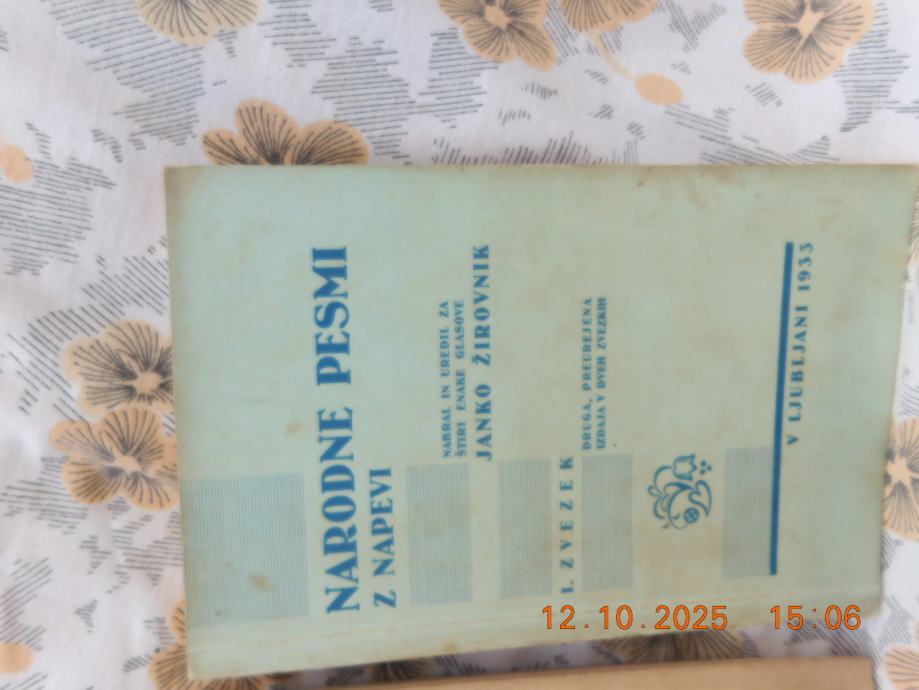 NARODNE PESMI
Z NAPEVI
NABRAL IN UREDIL ZA
ŠTIRI ENAKE GLASOVE
JANKO ŽIROVNIK
I. ZVEZEK
DRUGA, PREUREJENA
IZDAJA V DVEH ZVEZKIH
V LJUBLJANI 1933
12.10.2025 15:06